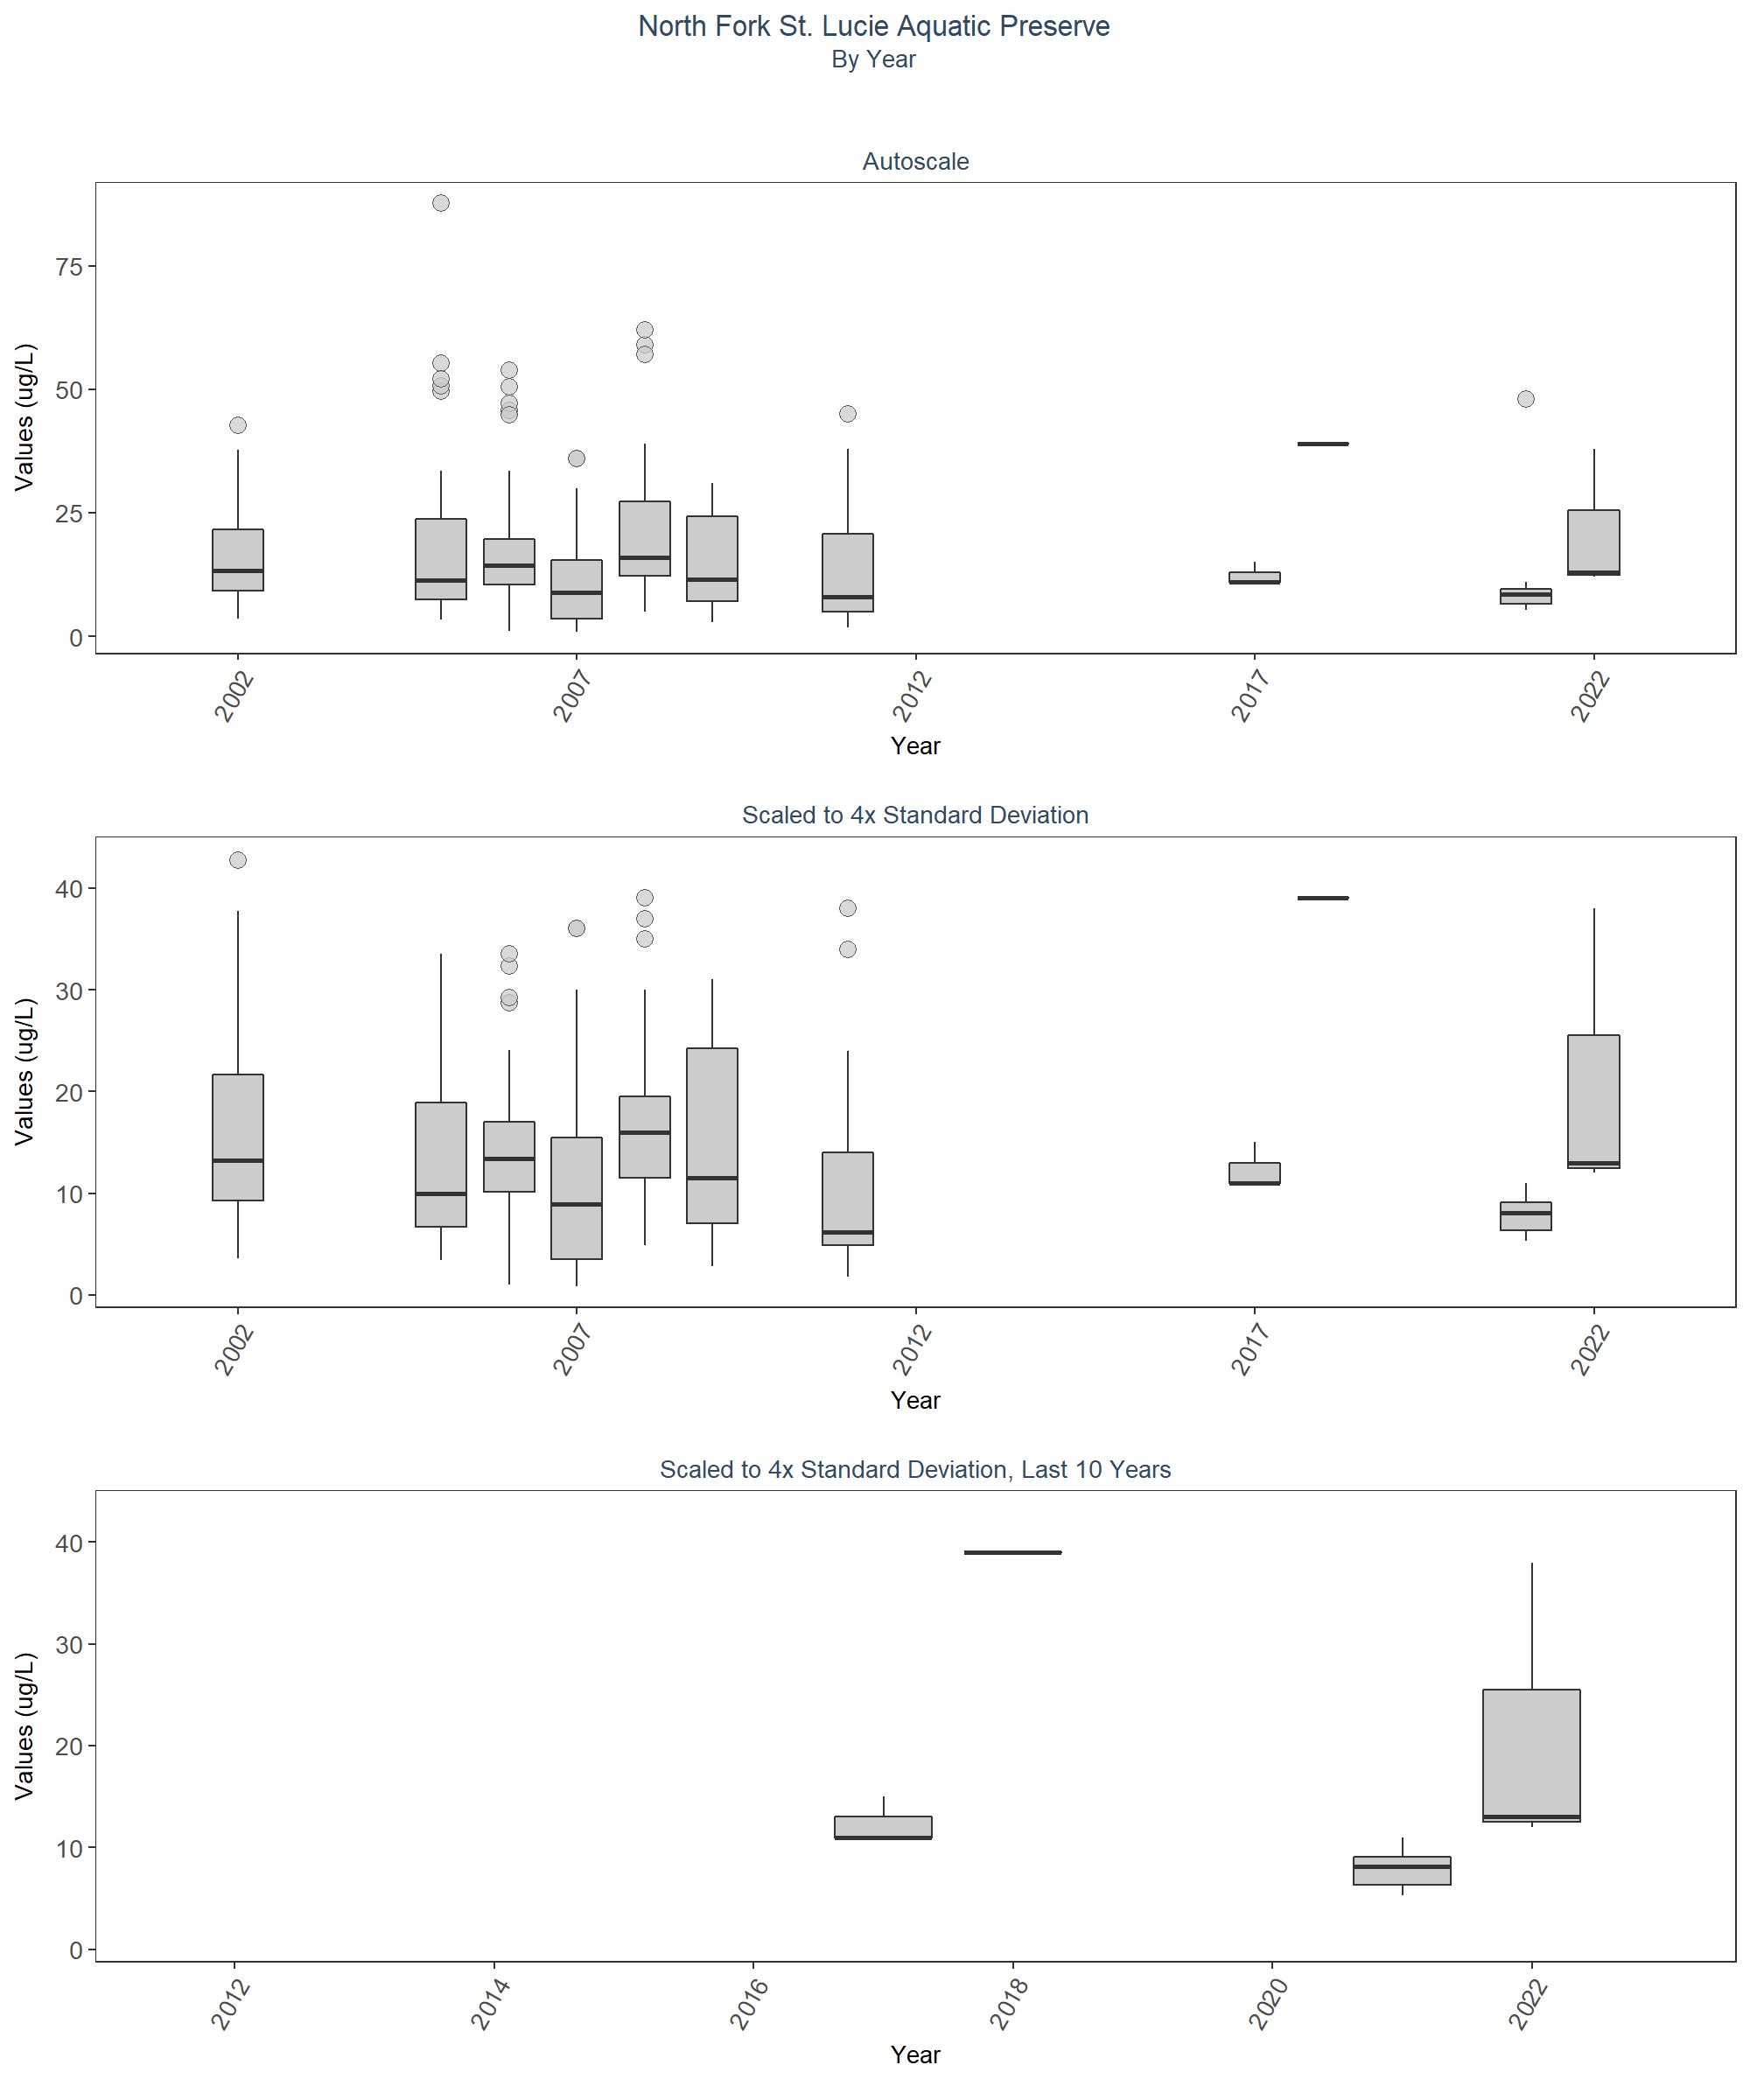 North Fork St. Lucie Aquatic Preserve
By Year
Autoscale
Values (ug/L)
75
50
25
0
2002
2007
2012
2017
2022
Year
Scaled to 4x Standard Deviation
Values (ug/L)
40
30
20
10
0
2002
2007
2012
2017
2022
Year
Scaled to 4x Standard Deviation, Last 10 Years
Values (ug/L)
40
30
20
10
0
2012
2014
2016
2018
2020
2022
Year